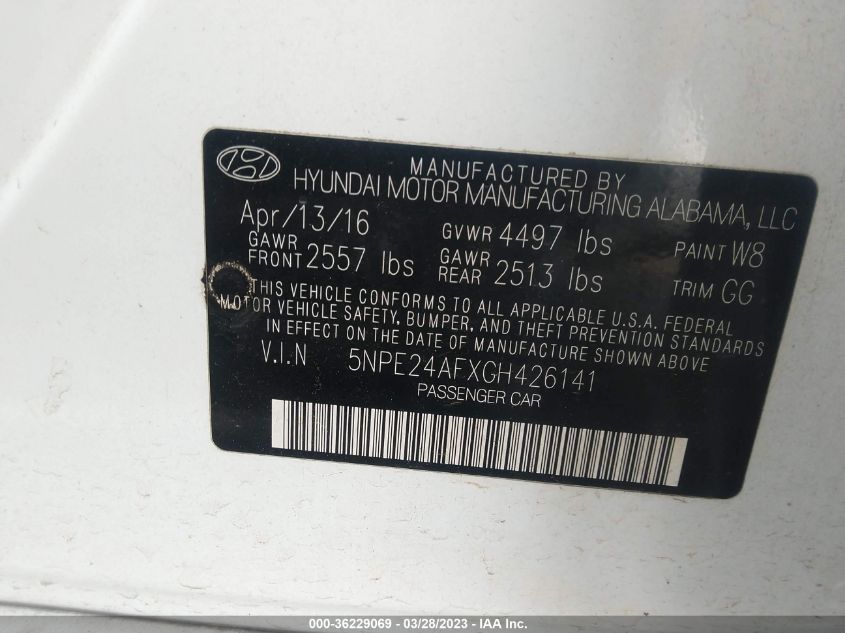 MANUFACTURED BY
HYUNDAI MOTOR MANUFACTURING ALABAMA, LLC
Apr/13/16 GVWR 4497 lbs PAINT W8
GAWR FRONT 2557 lbs GAWR REAR 2513 lbs TRIM GG
THIS VEHICLE CONFORMS TO ALL APPLICABLE U.S.A. FEDERAL
MOTOR VEHICLE SAFETY, BUMPER, AND THEFT PREVENTION STANDARDS
IN EFFECT ON THE DATE OF MANUFACTURE SHOWN ABOVE
V.I.N 5NPE24AFXGH426141
PASSENGER CAR
000-36229069 - 03/28/2023 - IAA Inc.